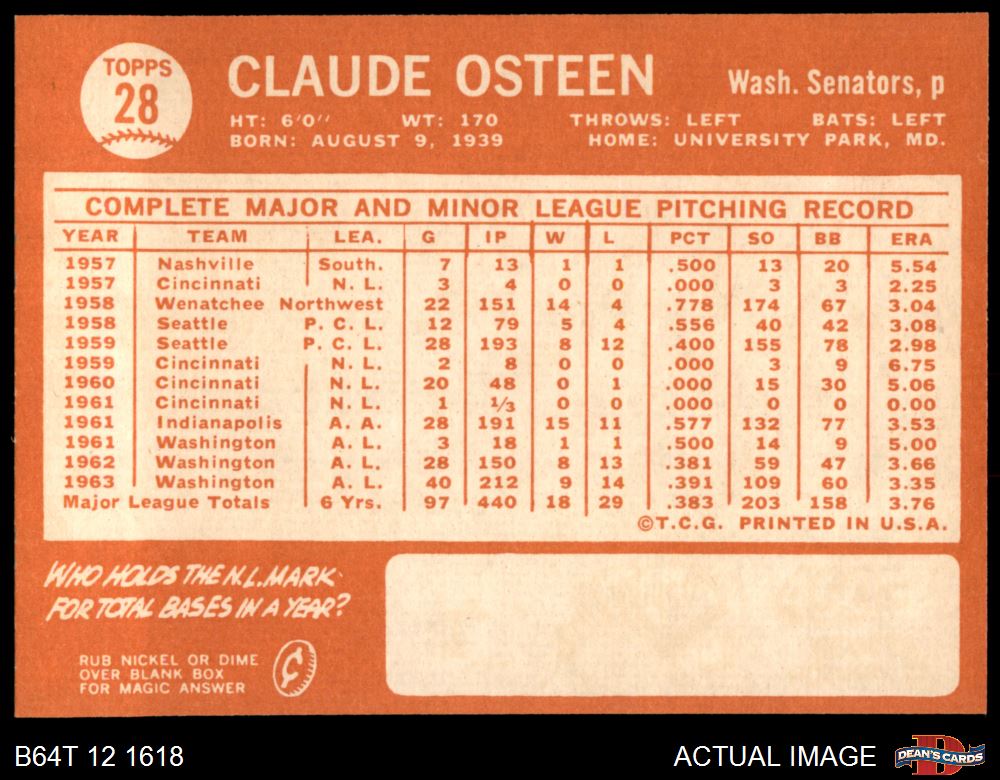 TOPPS
28
CLAUDE OSTEEN
Wash. Senators, p
HT: 6'0" WT: 170 THROWS: LEFT BATS: LEFT
BORN: AUGUST 9, 1939 HOME: UNIVERSITY PARK, MD.
COMPLETE MAJOR AND MINOR LEAGUE PITCHING RECORD
YEAR TEAM LEA. G IP W L PCT SO BB ERA
1957 Nashville South. 7 13 1 1 .500 13 20 5.54
1957 Cincinnati N. L. 3 4 0 0 .000 3 3 2.25
1958 Wenatchee Northwest 22 151 14 4 .778 174 67 3.04
1958 Seattle P. C. L. 12 79 5 4 .556 40 42 3.08
1959 Seattle P. C. L. 28 193 8 12 .400 155 78 2.98
1959 Cincinnati N. L. 2 8 0 0 .000 3 9 6.75
1960 Cincinnati N. L. 20 48 0 1 .000 15 30 5.06
1961 Cincinnati N. L. 1 1/3 0 0 .000 0 0 0.00
1961 Indianapolis A. A. 28 191 15 11 .577 132 77 3.53
1961 Washington A. L. 3 18 1 1 .500 14 9 5.00
1962 Washington A. L. 28 150 8 13 .381 59 47 3.66
1963 Washington A. L. 40 212 9 14 .391 109 60 3.35
Major League Totals 6 Yrs. 97 440 18 29 .383 203 158 3.76
©T.C.G. PRINTED IN U.S.A.
WHO HOLDS THE N.L. MARK
FOR TOTAL BASES IN A YEAR?
RUB NICKEL OR DIME
OVER BLANK BOX
FOR MAGIC ANSWER
¢
B64T 12 1618
ACTUAL IMAGE
DEAN'S CARDS